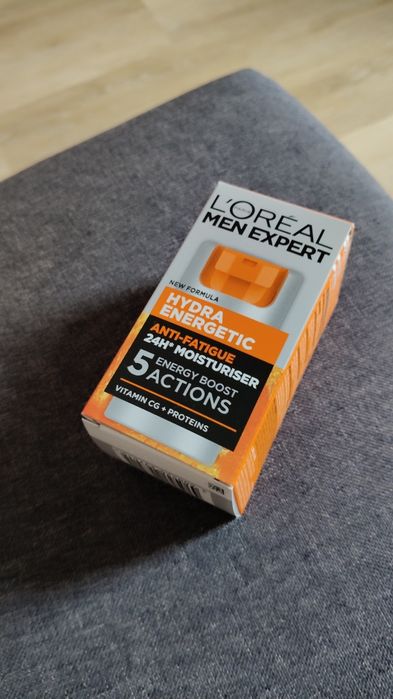 L'ORÉAL
MEN EXPERT
NEW FORMULA
HYDRA
ENERGETIC
ANTI-FATIGUE
24H* MOISTURISER
5 ENERGY BOOST
ACTIONS
VITAMIN CG + PROTEINS